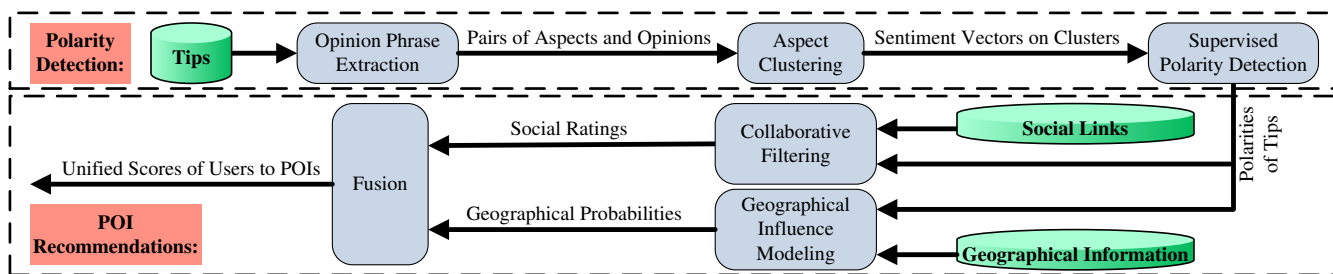 Polarity
Detection:
Tips
Opinion Phrase
Extraction
Pairs of Aspects and Opinions
Aspect
Clustering
Sentiment Vectors on Clusters
Supervised
Polarity Detection
Polarities
of Tips
Social Links
Collaborative
Filtering
Social Ratings
Geographical Information
Geographical
Influence
Modeling
Geographical Probabilities
Fusion
Unified Scores of Users to POIs
POI
Recommendations: